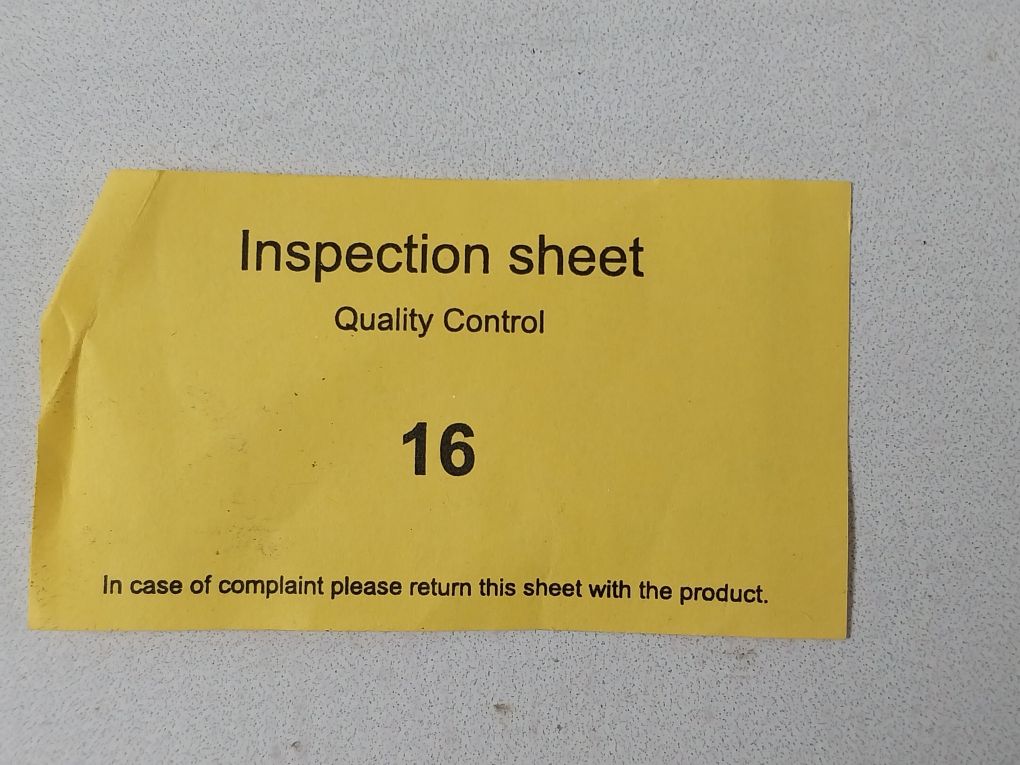 Inspection sheet
Quality Control
16
In case of complaint please return this sheet with the product.